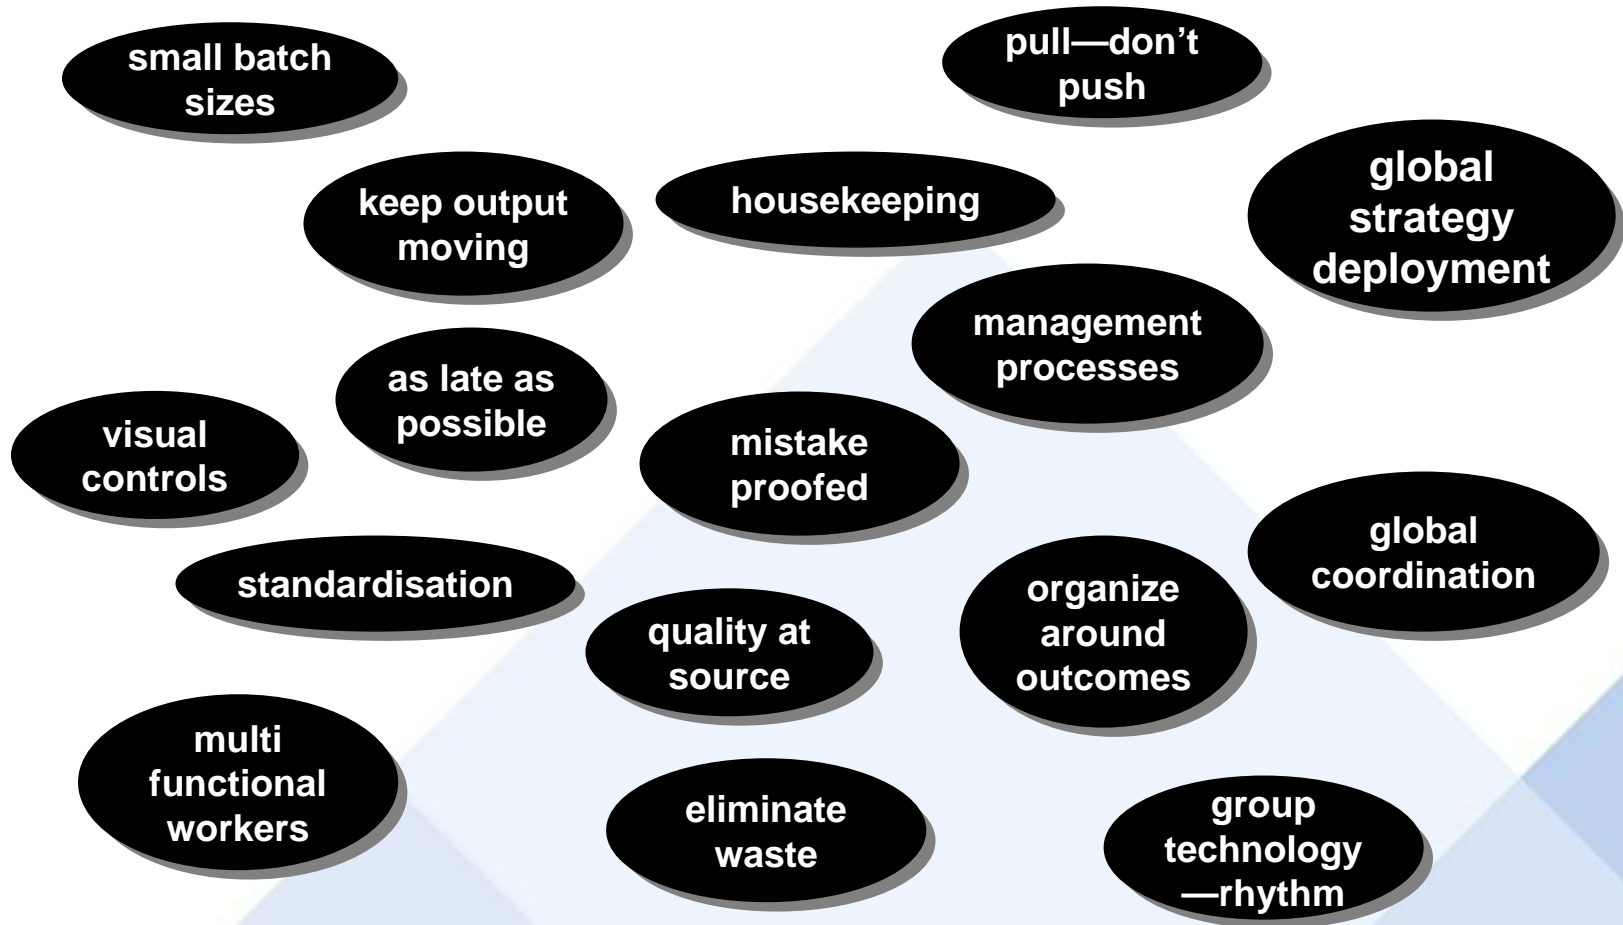 small batch
sizes
pull—don’t
push
keep output
moving
housekeeping
global
strategy
deployment
management
processes
as late as
possible
visual
controls
mistake
proofed
global
coordination
standardisation
quality at
source
organize
around
outcomes
multi
functional
workers
eliminate
waste
group
technology
—rhythm